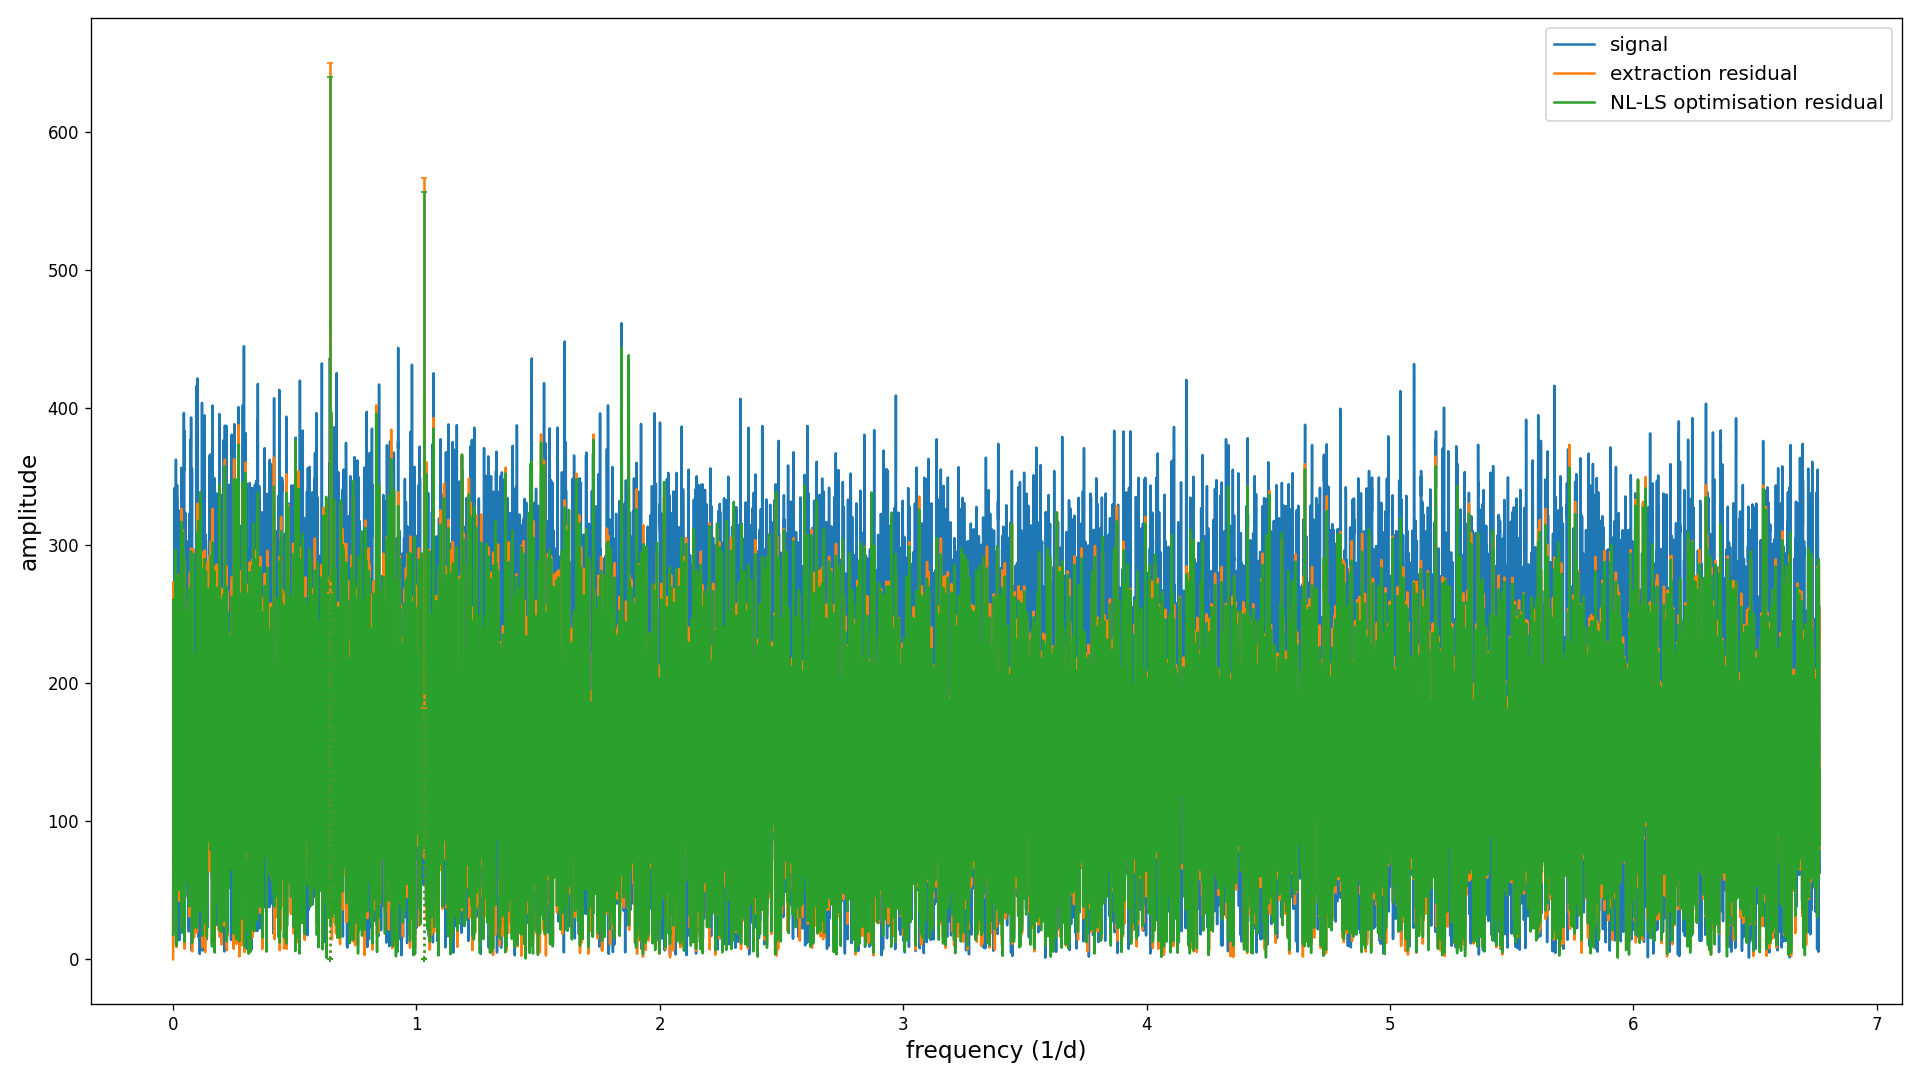 signal
extraction residual
NL-LS optimisation residual
600
500
400
300
200
100
0
amplitude
0 1 2 3 4 5 6 7
frequency (1/d)